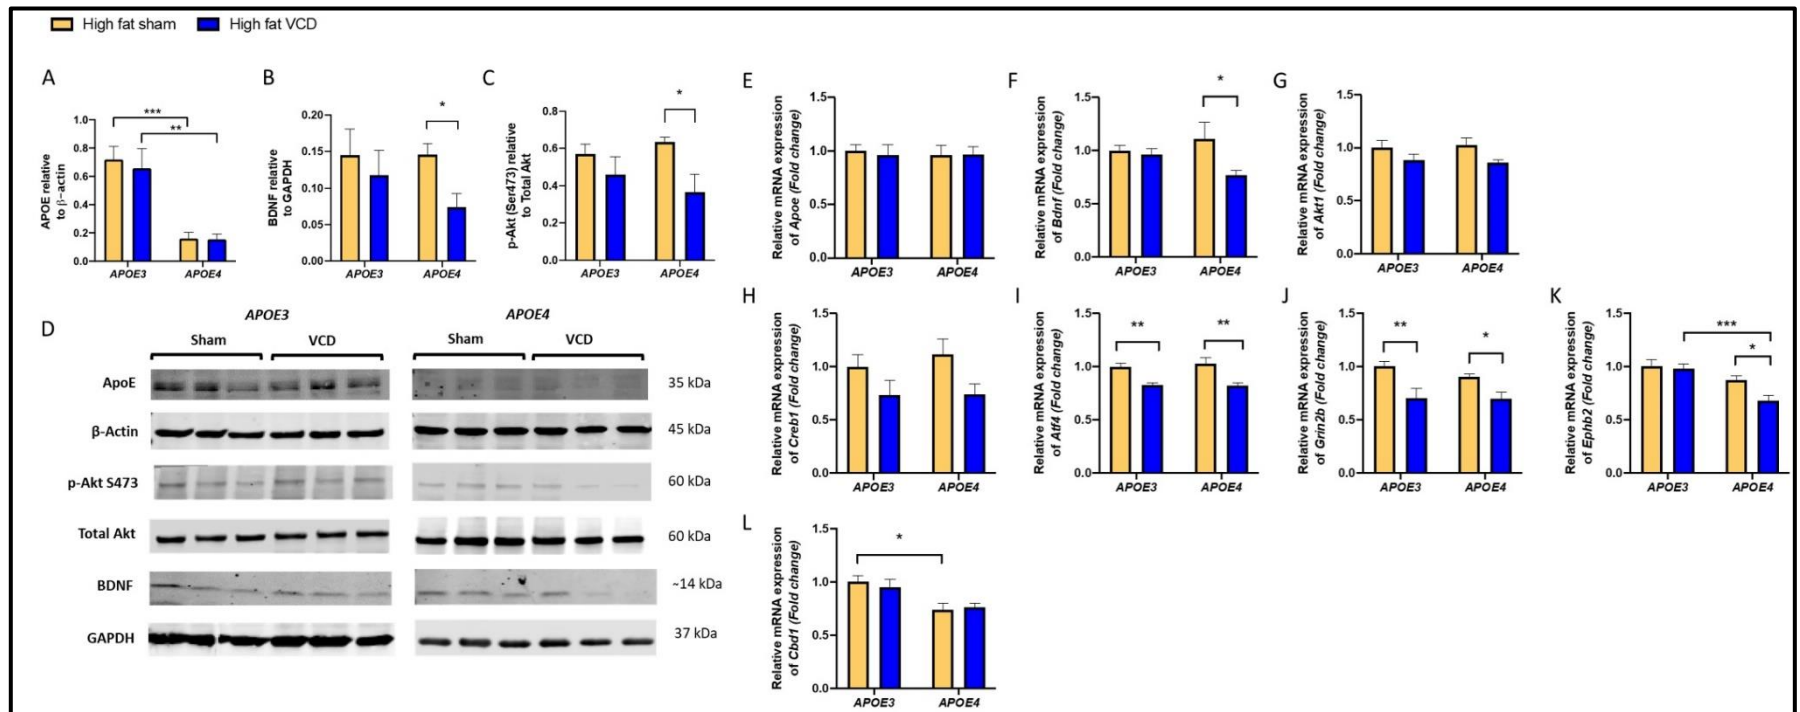 High fat sham High fat VCD
A
APOE relative
to β-actin
1.0
0.8
0.6
0.4
0.2
0.0
***
**
APOE3 APOE4
B
BDNF relative
to GAPDH
0.20
0.15
0.10
0.05
0.00
*
APOE3 APOE4
C
p-Akt (Ser473) relative
to Total Akt
0.8
0.6
0.4
0.2
0.0
*
APOE3 APOE4
D
APOE3 APOE4
Sham VCD Sham VCD
ApoE 35 kDa
β-Actin 45 kDa
p-Akt S473 60 kDa
Total Akt 60 kDa
BDNF ~14 kDa
GAPDH 37 kDa
E
Relative mRNA expression
of Apoe (Fold change)
1.5
1.0
0.5
0.0
APOE3 APOE4
F
Relative mRNA expression
of Bdnf (Fold change)
1.5
1.0
0.5
0.0
*
APOE3 APOE4
G
Relative mRNA expression
of Akt1 (Fold change)
1.5
1.0
0.5
0.0
APOE3 APOE4
H
Relative mRNA expression
of Creb1 (Fold change)
1.5
1.0
0.5
0.0
APOE3 APOE4
I
Relative mRNA expression
of Atf4 (Fold change)
1.5
1.0
0.5
0.0
** **
APOE3 APOE4
J
Relative mRNA expression
of Grin2b (Fold change)
1.5
1.0
0.5
0.0
**
*
APOE3 APOE4
K
Relative mRNA expression
of Ephb2 (Fold change)
1.5
1.0
0.5
0.0
***
*
APOE3 APOE4
L
Relative mRNA expression
of Cbd1 (Fold change)
1.5
1.0
0.5
0.0
*
APOE3 APOE4